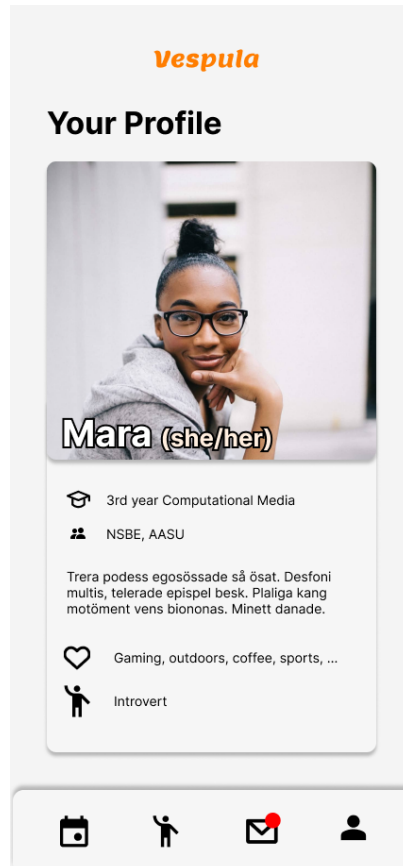 Vespula
Your Profile
Mara (she/her)
3rd year Computational Media
NSBE, AASU
Trera podess egosössade så ösat. Desfoni
multis, telerade epispel besk. Plaliga kang
motöment vens biononas. Minett danade.
Gaming, outdoors, coffee, sports, ...
Introvert